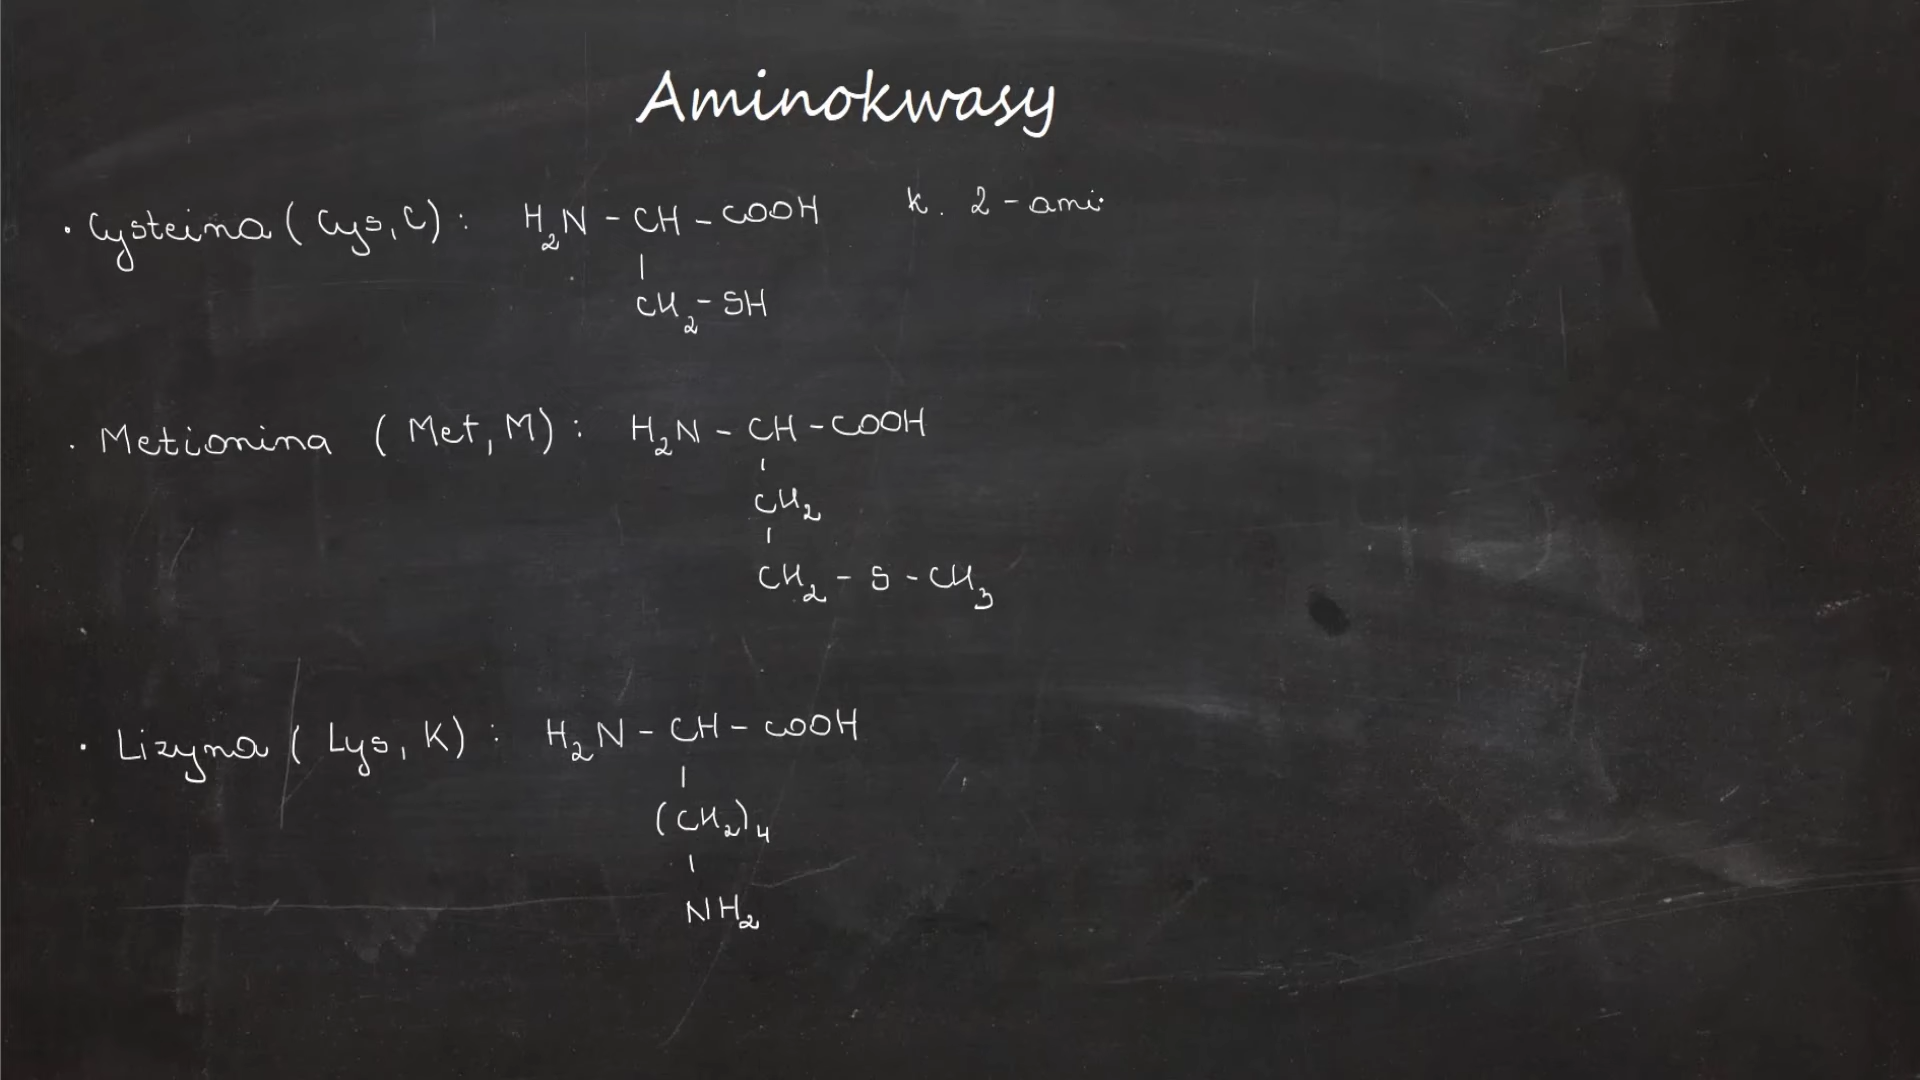 Aminokwasy
· Cysteina (Cys, C): H₂N - CH - COOH k. 2 - ami
|
CH₂ - SH
· Metionina (Met, M): H₂N - CH - COOH
|
CH₂
|
CH₂ - S - CH₃
· Lizyna (Lys, K): H₂N - CH - COOH
|
(CH₂)₄
|
NH₂